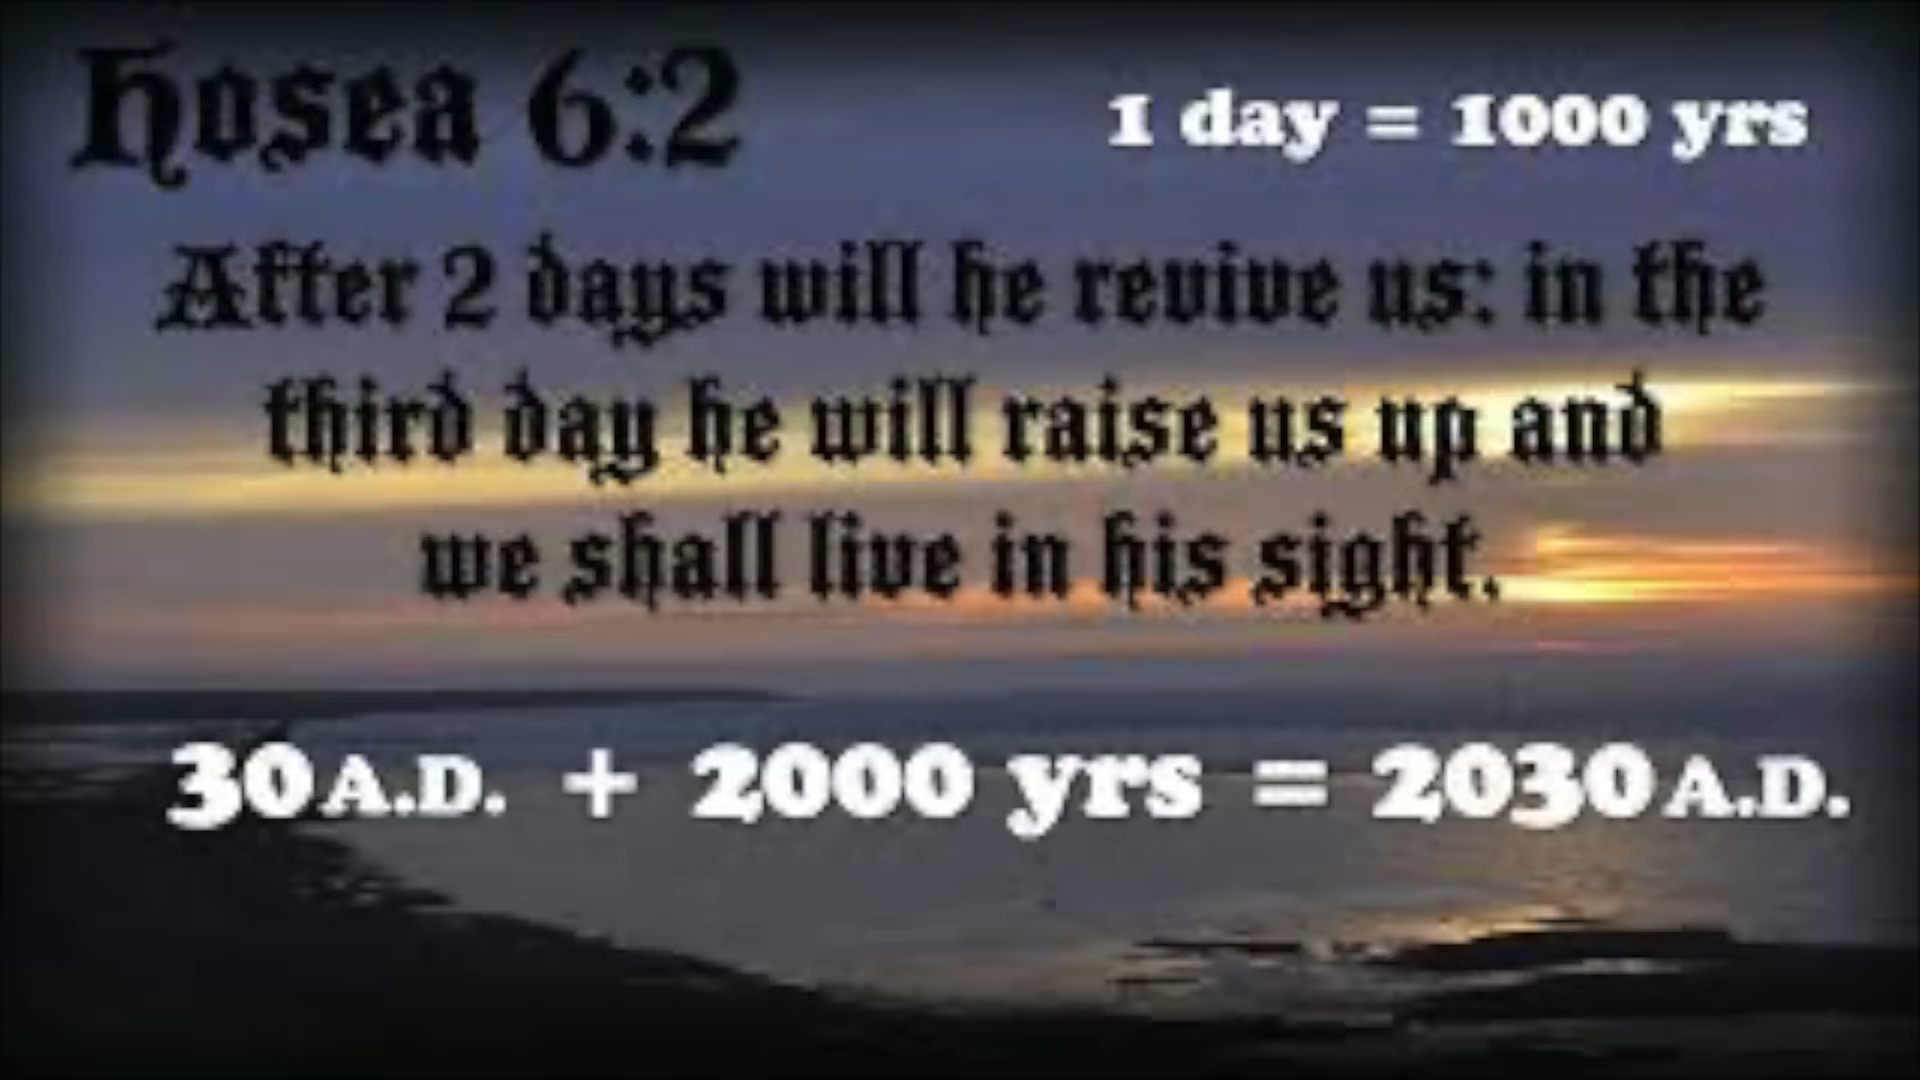 Hosea 6:2
1 day = 1000 yrs
After 2 days will he revive us: in the
third day he will raise us up and
we shall live in his sight.
30 A.D. + 2000 yrs = 2030 A.D.